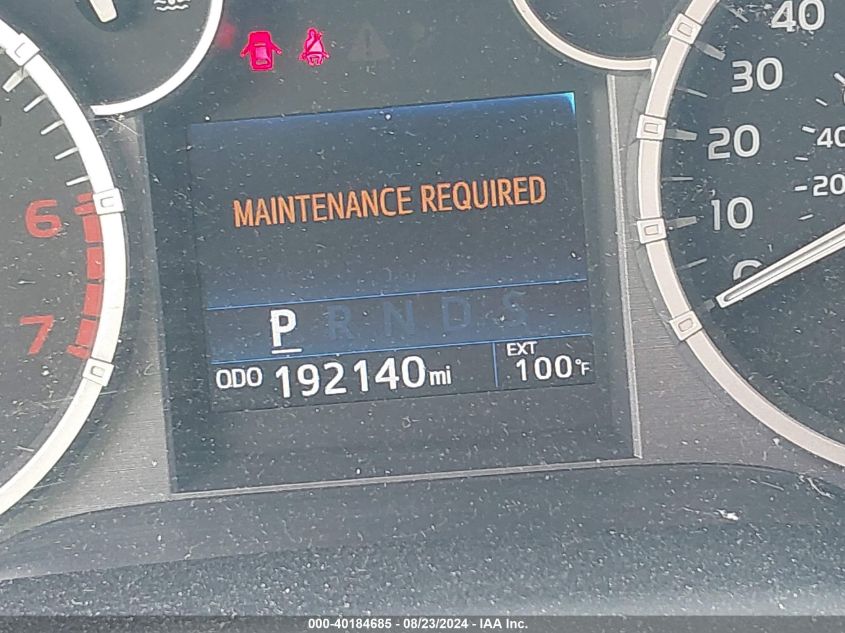 40
30
20
10
0
40
-20
6
7
MAINTENANCE REQUIRED
P R N D S
ODO 192140 mi
EXT
100°F
000-40184685 - 08/23/2024 - IAA Inc.